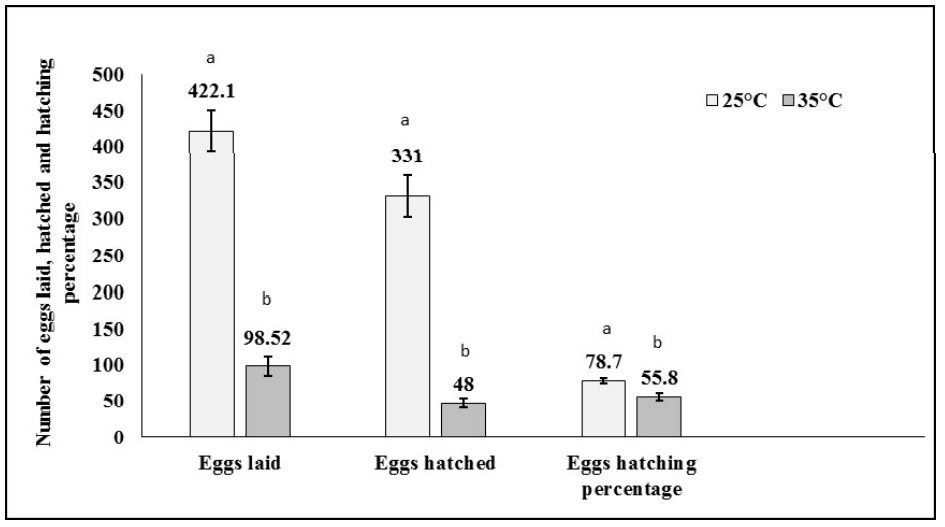 Number of eggs laid, hatched and hatching
percentage
500
450
400
350
300
250
200
150
100
50
0
a
422.1
b
98.52
a
331
b
48
a
78.7
b
55.8
25°C 35°C
Eggs laid
Eggs hatched
Eggs hatching
percentage